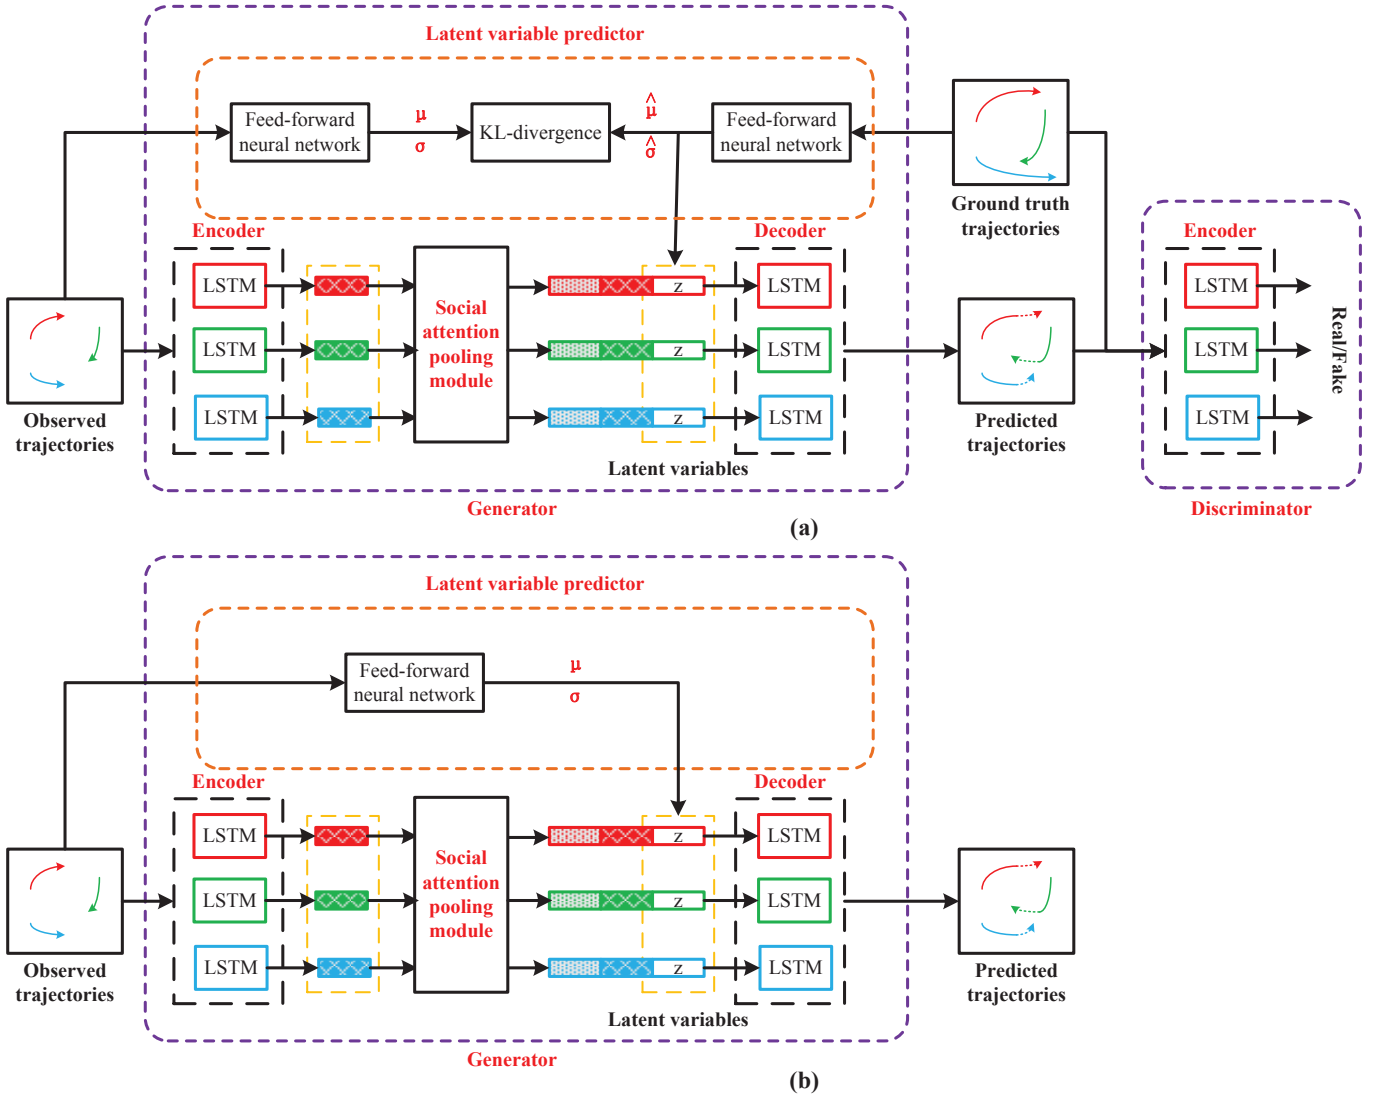 Latent variable predictor
Feed-forward
neural network
μ
σ
KL-divergence
μ̂
σ̂
Feed-forward
neural network
Ground truth
trajectories
Encoder
Decoder
Encoder
LSTM
z
LSTM
LSTM
Social
attention
pooling
module
LSTM
z
LSTM
LSTM
LSTM
z
LSTM
LSTM
Real/Fake
Observed
trajectories
Predicted
trajectories
Latent variables
Generator
Discriminator
(a)
Latent variable predictor
Feed-forward
neural network
μ
σ
Encoder
Decoder
LSTM
z
LSTM
Social
attention
pooling
module
LSTM
z
LSTM
LSTM
z
LSTM
Observed
trajectories
Predicted
trajectories
Latent variables
Generator
(b)